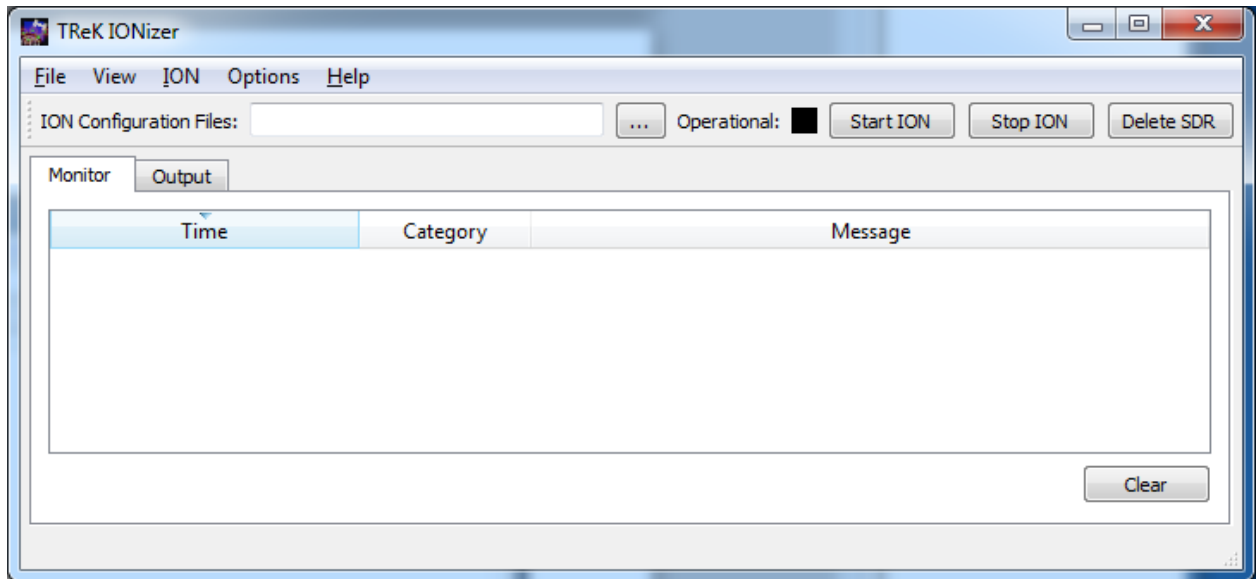 TReK IONizer
File View ION Options Help
ION Configuration Files: ... Operational: Start ION Stop ION Delete SDR
Monitor Output
Time Category Message
Clear